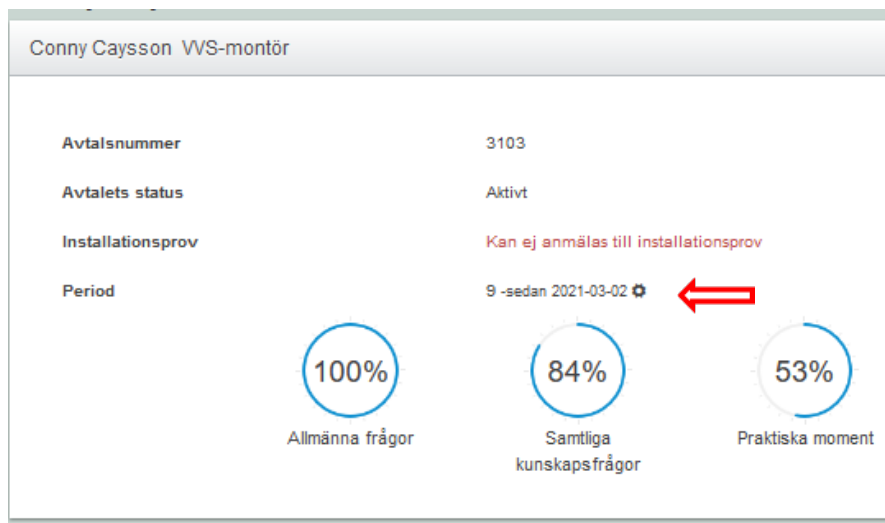 Conny Caysson VVS-montör
Avtalsnummer 3103
Avtalets status Aktivt
Installationsprov Kan ej anmälas till installationsprov
Period 9 -sedan 2021-03-02
100% 84% 53%
Allmänna frågor Samtliga Praktiska moment
kunskapsfrågor